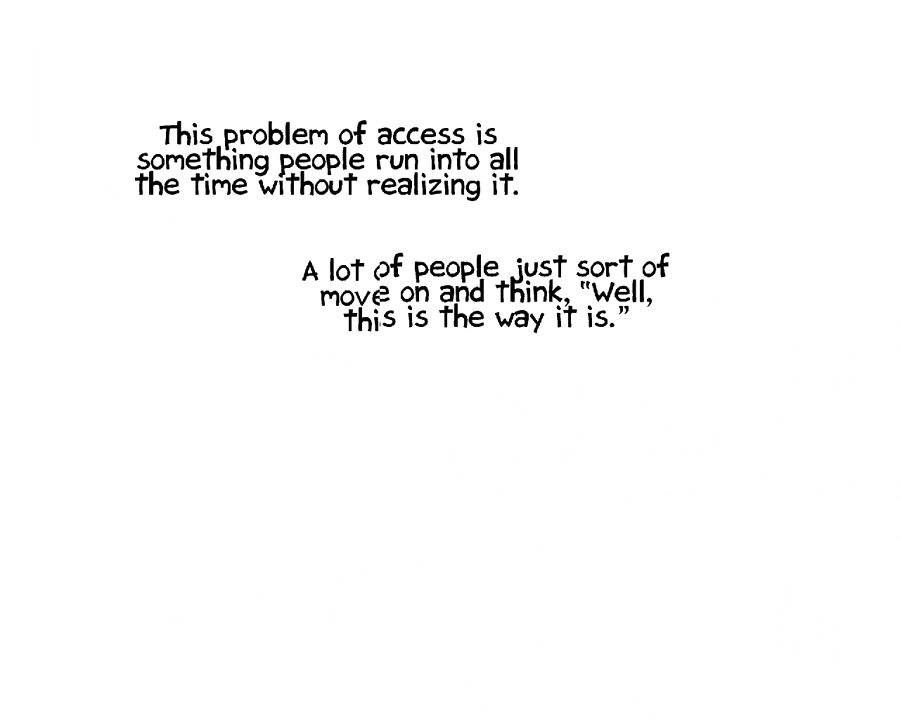 This problem of access is
something people run into all
the time without realizing it.
A lot of people just sort of
move on and think, “Well,
this is the way it is.”